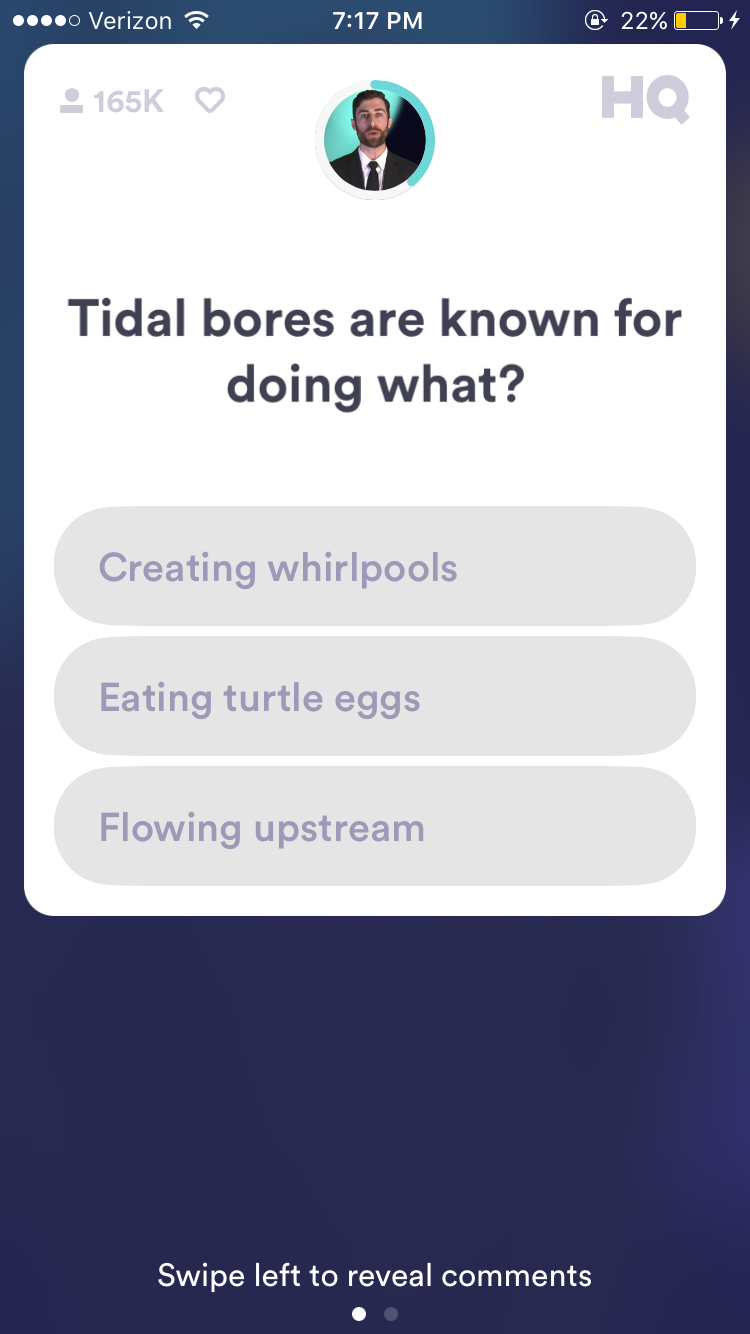 Verizon 7:17 PM 22%
165K HQ
Tidal bores are known for
doing what?
Creating whirlpools
Eating turtle eggs
Flowing upstream
Swipe left to reveal comments